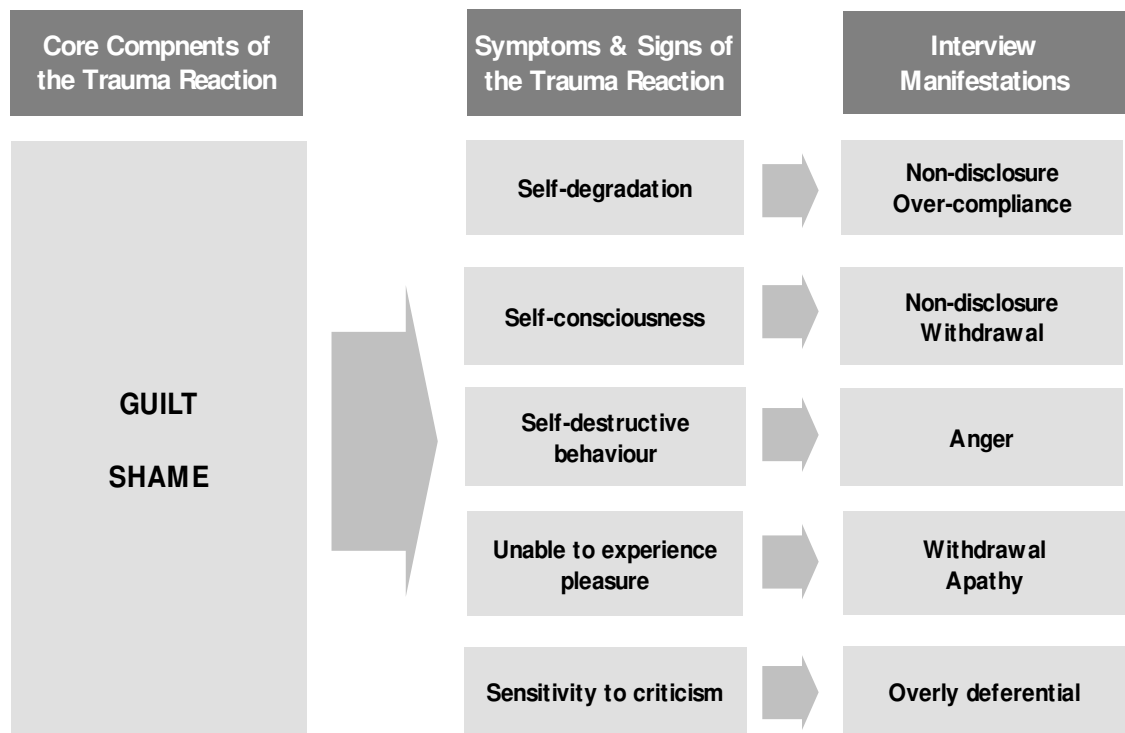 Core Compnents of
the Trauma Reaction
Symptoms & Signs of
the Trauma Reaction
Interview
Manifestations
GUILT
SHAME
Self-degradation
Non-disclosure
Over-compliance
Self-consciousness
Non-disclosure
Withdrawal
Self-destructive
behaviour
Anger
Unable to experience
pleasure
Withdrawal
Apathy
Sensitivity to criticism
Overly deferential